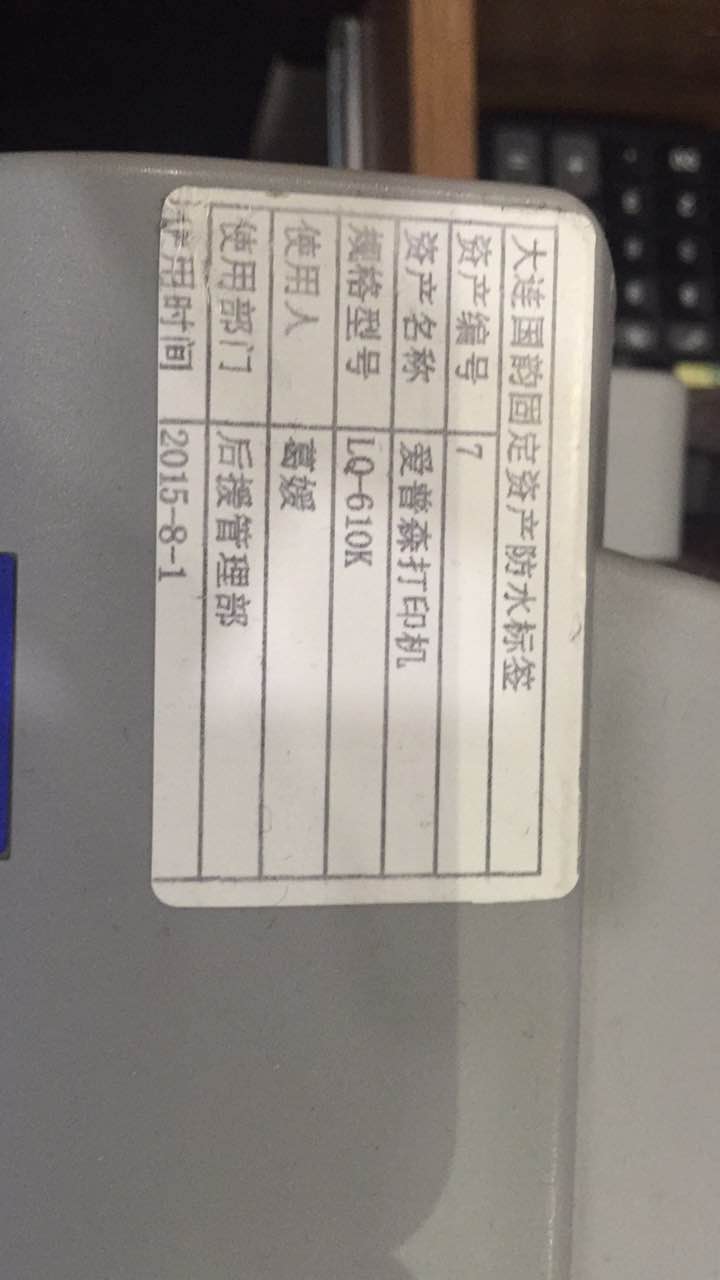 大连国韵固定资产防水标签
资产编号 7
资产名称 爱普森打印机
规格型号 LQ-610K
使用人 葛媛
使用部门 后援管理部
使用时间 2015-8-1